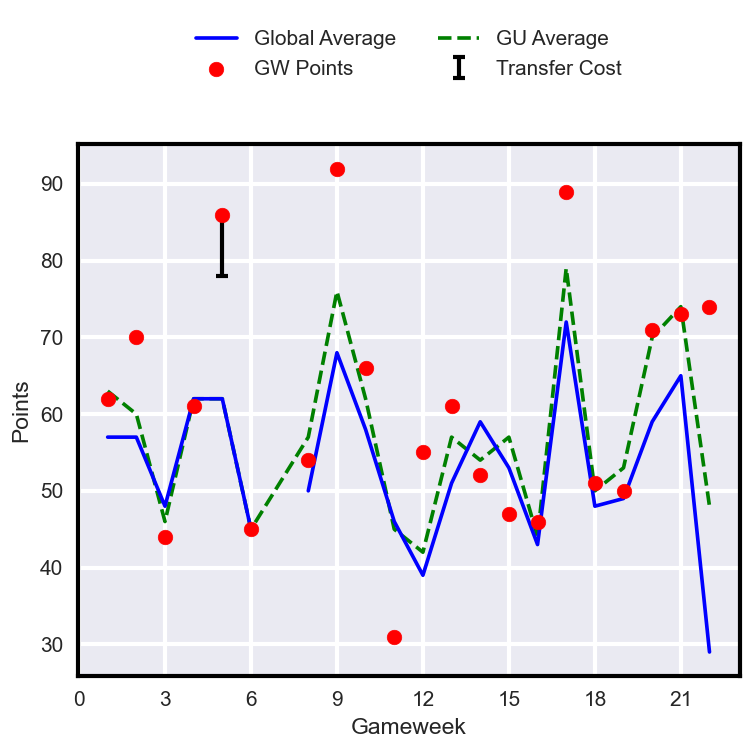 Global Average
GU Average
GW Points
Transfer Cost
90
80
70
60
50
40
30
Points
0 3 6 9 12 15 18 21
Gameweek